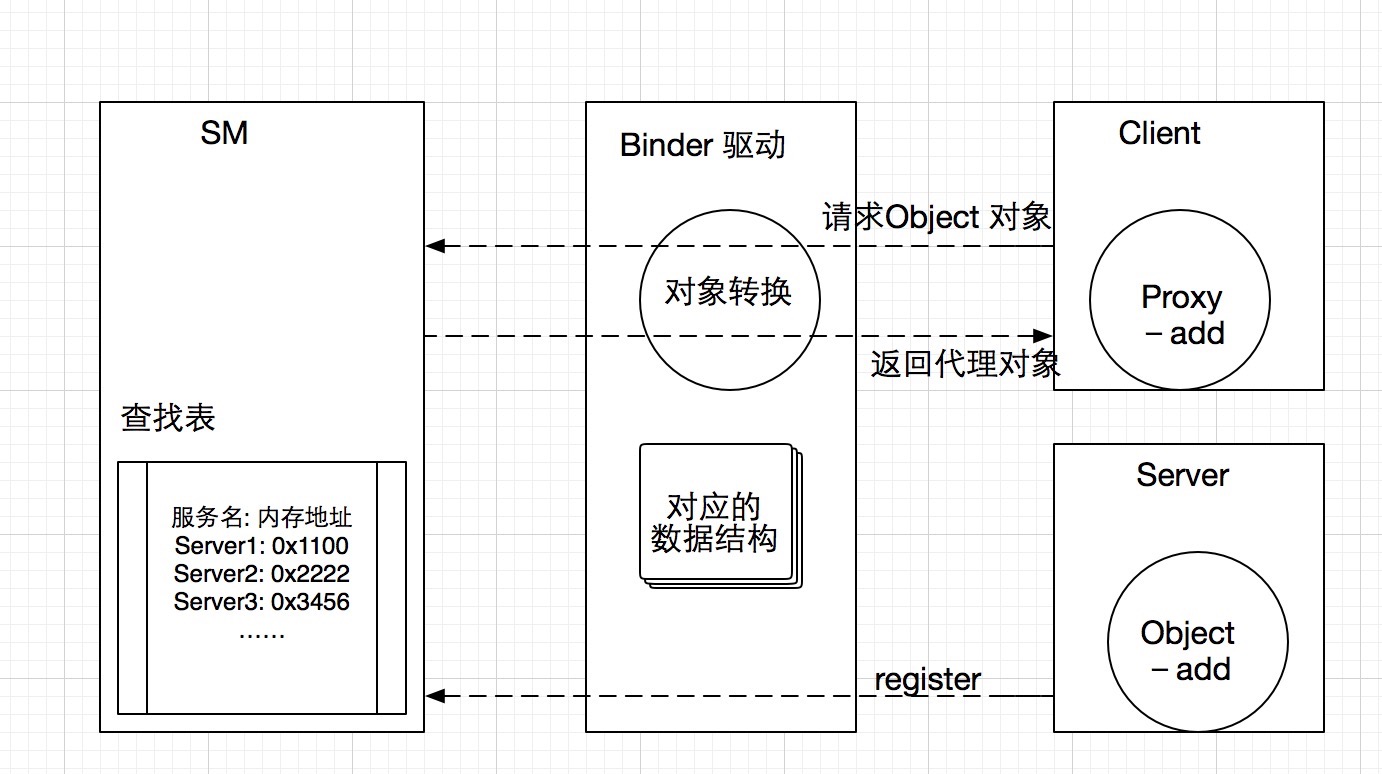 SM
Binder 驱动
Client
请求Object 对象
对象转换
Proxy
– add
返回代理对象
查找表
服务名: 内存地址
Server1: 0x1100
Server2: 0x2222
Server3: 0x3456
......
对应的
数据结构
Server
Object
– add
register